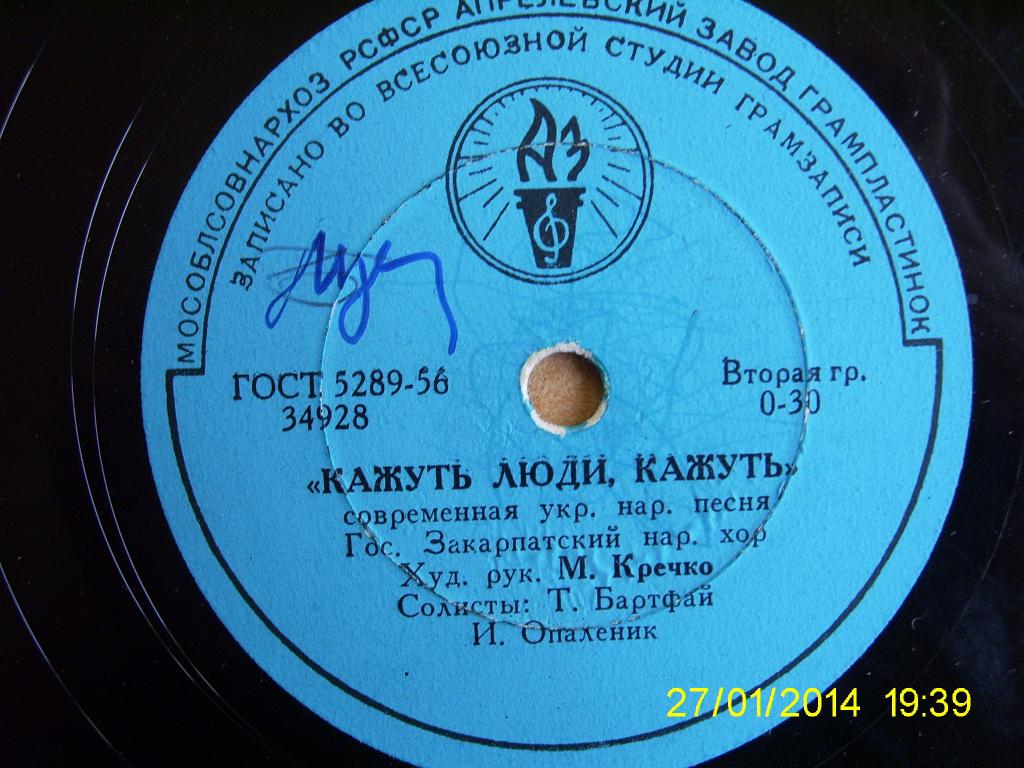 МОСОБЛСОВНАРХОЗ РСФСР АПРЕЛЕВСКИЙ ЗАВОД ГРАМПЛАСТИНОК
ЗАПИСАНО ВО ВСЕСОЮЗНОЙ СТУДИИ ГРАМЗАПИСИ
АЗ
ГОСТ 5289-56
34928
Вторая гр.
0-30
«КАЖУТЬ ЛЮДИ, КАЖУТЬ»
современная укр. нар. песня
Гос. Закарпатский нар. хор
Худ. рук. М. Кречко
Солисты: Т. Бартфай
И. Опаленик
27/01/2014 19:39